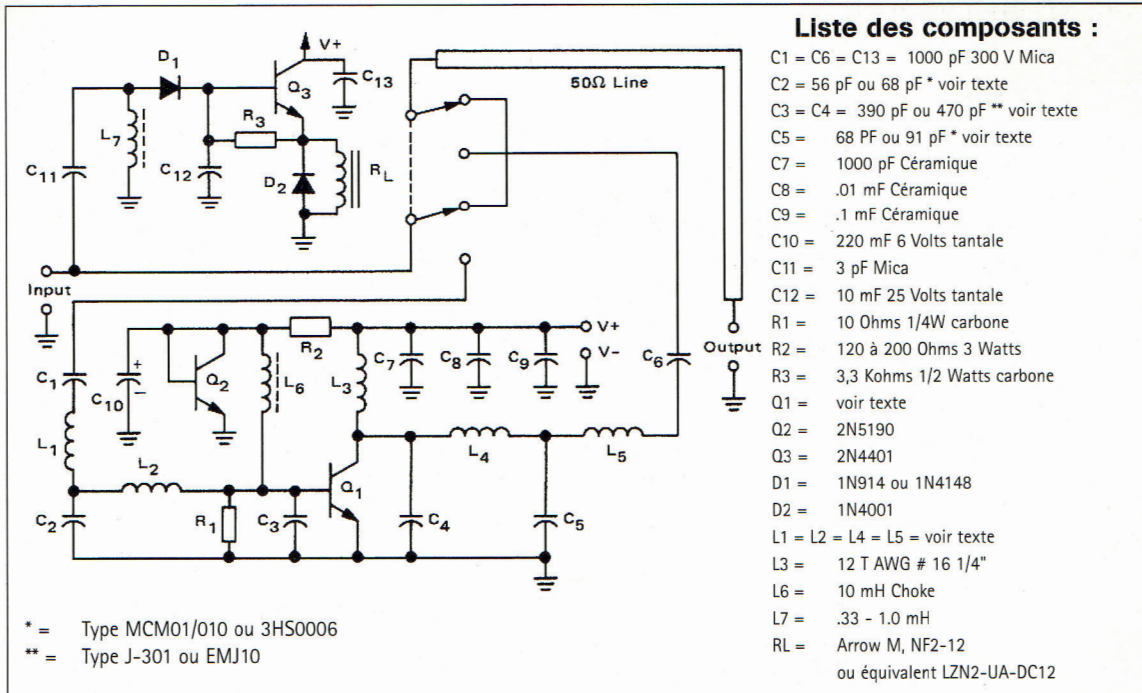 D1
V+
C13
Q3
L7
R3
C11
C12
D2
RL
50Ω Line
Input
C1
C10
+
−
Q2
R2
L6
L3
C7
C8
C9
V+
V-
C6
Output
L1
L2
C2
R1
C3
Q1
C4
L4
C5
L5
* = Type MCM01/010 ou 3HS0006
** = Type J-301 ou EMJ10
Liste des composants :
C1 = C6 = C13 = 1000 pF 300 V Mica
C2 = 56 pF ou 68 pF * voir texte
C3 = C4 = 390 pF ou 470 pF ** voir texte
C5 = 68 PF ou 91 pF * voir texte
C7 = 1000 pF Céramique
C8 = .01 mF Céramique
C9 = .1 mF Céramique
C10 = 220 mF 6 Volts tantale
C11 = 3 pF Mica
C12 = 10 mF 25 Volts tantale
R1 = 10 Ohms 1/4W carbone
R2 = 120 à 200 Ohms 3 Watts
R3 = 3,3 Kohms 1/2 Watts carbone
Q1 = voir texte
Q2 = 2N5190
Q3 = 2N4401
D1 = 1N914 ou 1N4148
D2 = 1N4001
L1 = L2 = L4 = L5 = voir texte
L3 = 12 T AWG # 16 1/4"
L6 = 10 mH Choke
L7 = .33 - 1.0 mH
RL = Arrow M, NF2-12
ou équivalent LZN2-UA-DC12